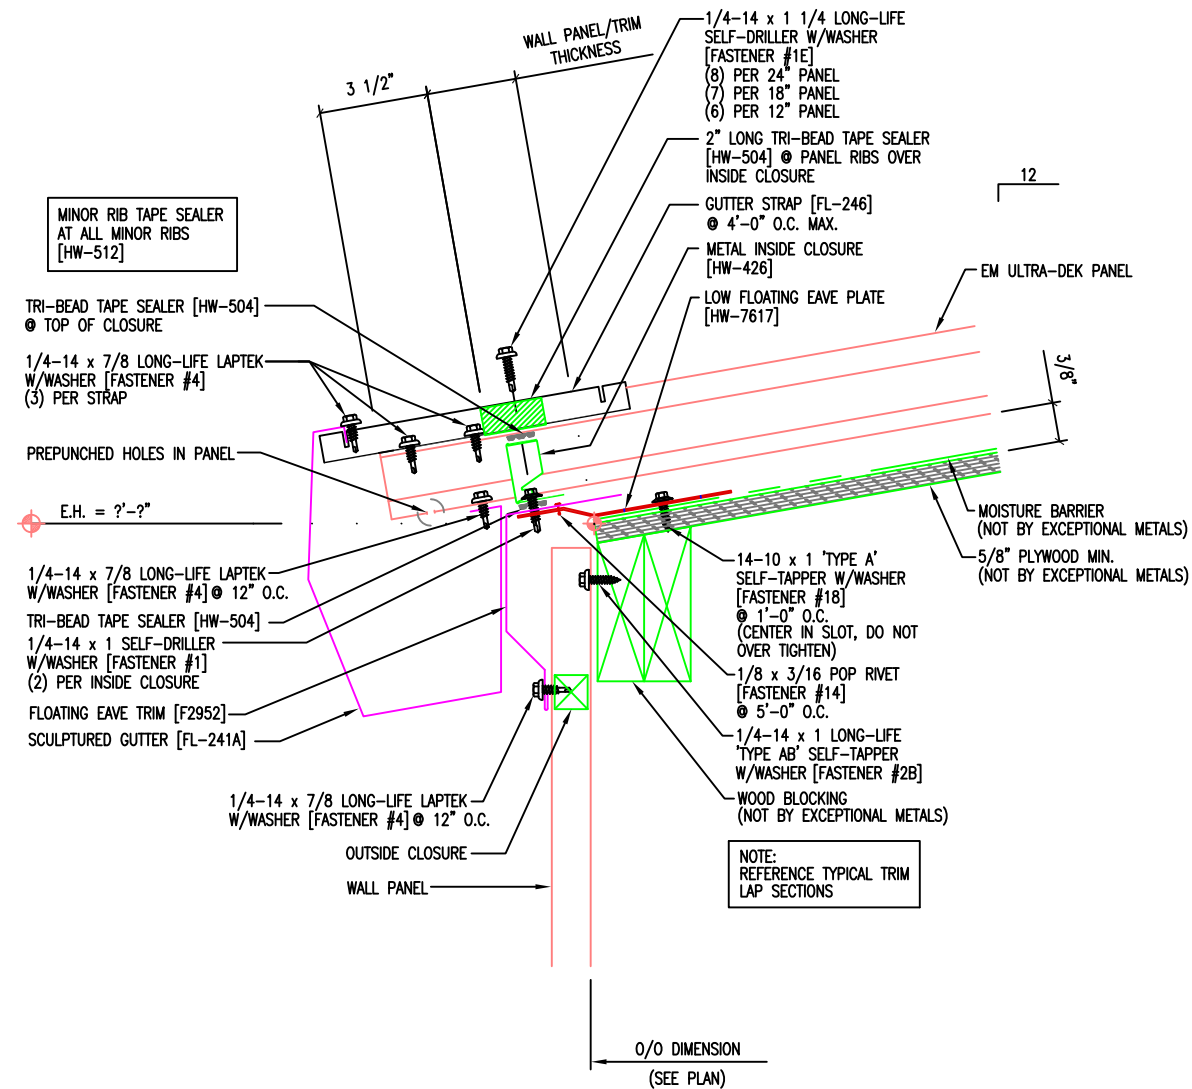 WALL PANEL/TRIM
THICKNESS
3 1/2"
1/4-14 x 1 1/4 LONG-LIFE
SELF-DRILLER W/WASHER
[FASTENER #1E]
(8) PER 24" PANEL
(7) PER 18" PANEL
(6) PER 12" PANEL
2" LONG TRI-BEAD TAPE SEALER
[HW-504] @ PANEL RIBS OVER
INSIDE CLOSURE
12
GUTTER STRAP [FL-246]
@ 4'-0" O.C. MAX.
METAL INSIDE CLOSURE
[HW-426]
EM ULTRA-DEK PANEL
LOW FLOATING EAVE PLATE
[HW-7617]
MINOR RIB TAPE SEALER
AT ALL MINOR RIBS
[HW-512]
TRI-BEAD TAPE SEALER [HW-504]
@ TOP OF CLOSURE
1/4-14 x 7/8 LONG-LIFE LAPTEK
W/WASHER [FASTENER #4]
(3) PER STRAP
3/8"
PREPUNCHED HOLES IN PANEL
E.H. = ?'-?"
MOISTURE BARRIER
(NOT BY EXCEPTIONAL METALS)
5/8" PLYWOOD MIN.
(NOT BY EXCEPTIONAL METALS)
1/4-14 x 7/8 LONG-LIFE LAPTEK
W/WASHER [FASTENER #4] @ 12" O.C.
TRI-BEAD TAPE SEALER [HW-504]
1/4-14 x 1 SELF-DRILLER
W/WASHER [FASTENER #1]
(2) PER INSIDE CLOSURE
FLOATING EAVE TRIM [F2952]
SCULPTURED GUTTER [FL-241A]
14-10 x 1 'TYPE A'
SELF-TAPPER W/WASHER
[FASTENER #18]
@ 1'-0" O.C.
(CENTER IN SLOT, DO NOT
OVER TIGHTEN)
1/8 x 3/16 POP RIVET
[FASTENER #14]
@ 5'-0" O.C.
1/4-14 x 1 LONG-LIFE
'TYPE AB' SELF-TAPPER
W/WASHER [FASTENER #2B]
WOOD BLOCKING
(NOT BY EXCEPTIONAL METALS)
1/4-14 x 7/8 LONG-LIFE LAPTEK
W/WASHER [FASTENER #4] @ 12" O.C.
OUTSIDE CLOSURE
WALL PANEL
NOTE:
REFERENCE TYPICAL TRIM
LAP SECTIONS
O/O DIMENSION
(SEE PLAN)